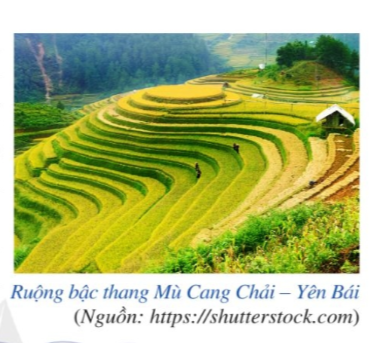 Ruộng bậc thang Mù Cang Chải – Yên Bái
(Nguồn: https://shutterstock.com)